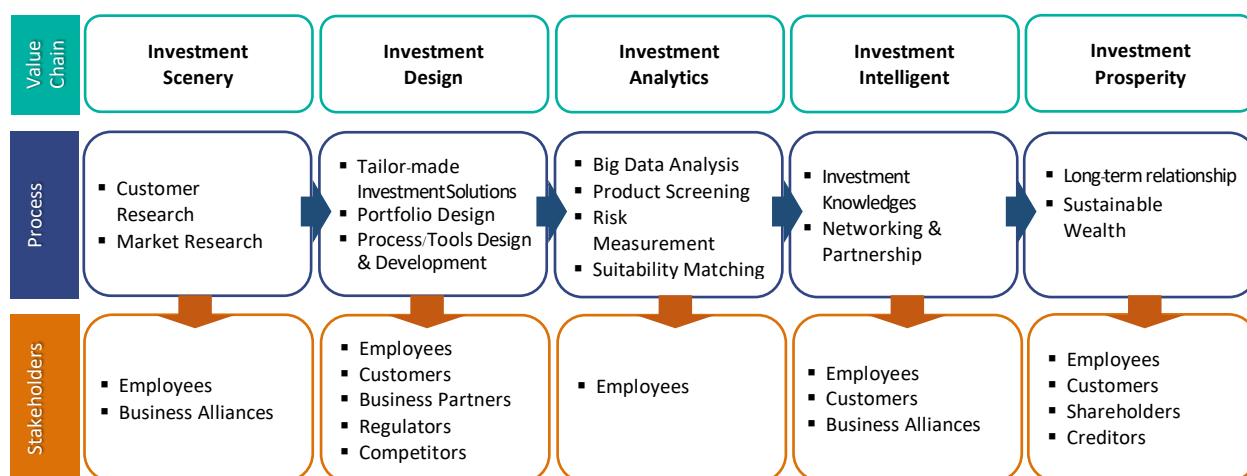 Value
Chain
Investment
Scenery
Investment
Design
Investment
Analytics
Investment
Intelligent
Investment
Prosperity
Process
▪ Customer
Research
▪ Market Research
▪ Tailor-made
Investment Solutions
▪ Portfolio Design
▪ Process/Tools Design
& Development
▪ Big Data Analysis
▪ Product Screening
▪ Risk
Measurement
▪ Suitability Matching
▪ Investment
Knowledges
▪ Networking &
Partnership
▪ Long-term relationship
▪ Sustainable
Wealth
Stakeholders
▪ Employees
▪ Business Alliances
▪ Employees
▪ Customers
▪ Business Partners
▪ Regulators
▪ Competitors
▪ Employees
▪ Employees
▪ Customers
▪ Business Alliances
▪ Employees
▪ Customers
▪ Shareholders
▪ Creditors